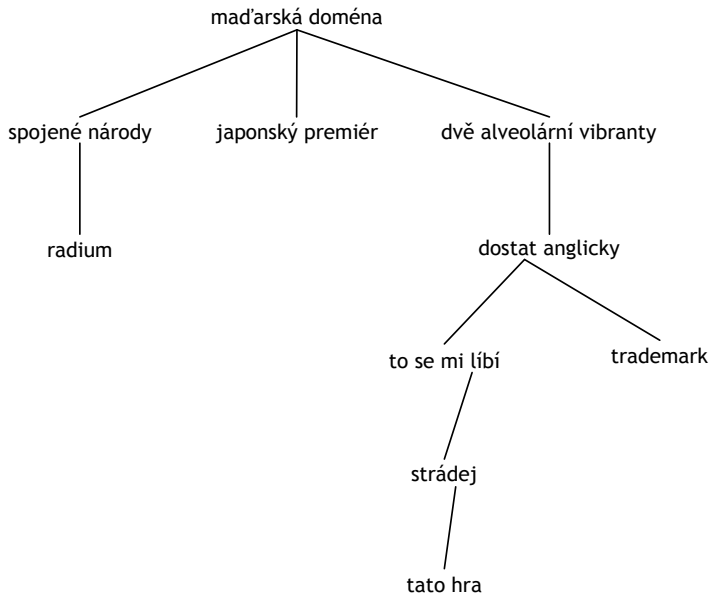 maďarská doména
spojené národy
japonský premiér
dvě alveolární vibranty
radium
dostat anglicky
to se mi líbí
trademark
strádej
tato hra